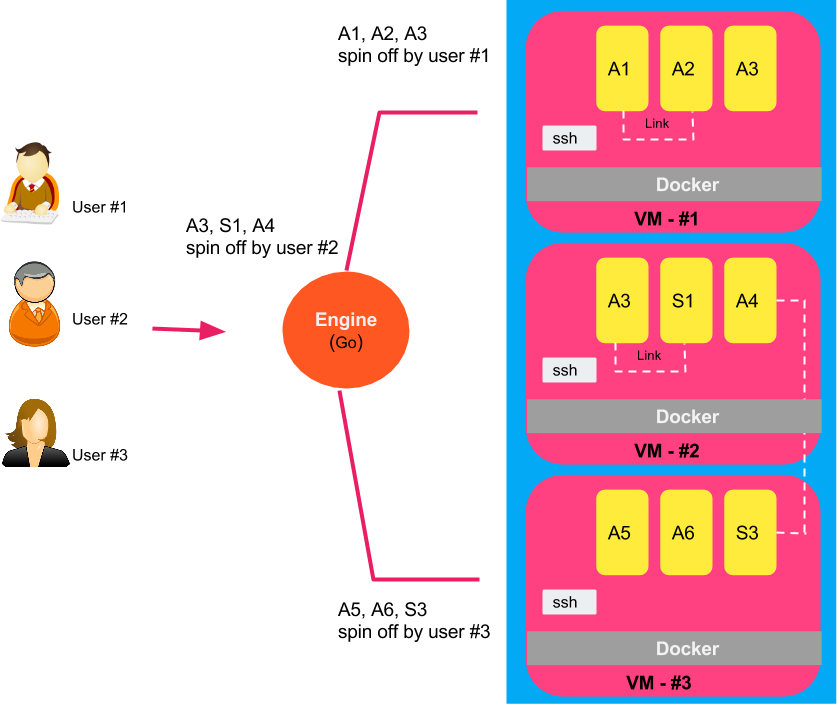 A1, A2, A3
spin off by user #1
User #1
A3, S1, A4
spin off by user #2
User #2
Engine
(Go)
User #3
A5, A6, S3
spin off by user #3
A1
A2
A3
Link
ssh
Docker
VM - #1
A3
S1
A4
Link
ssh
Docker
VM - #2
A5
A6
S3
ssh
Docker
VM - #3